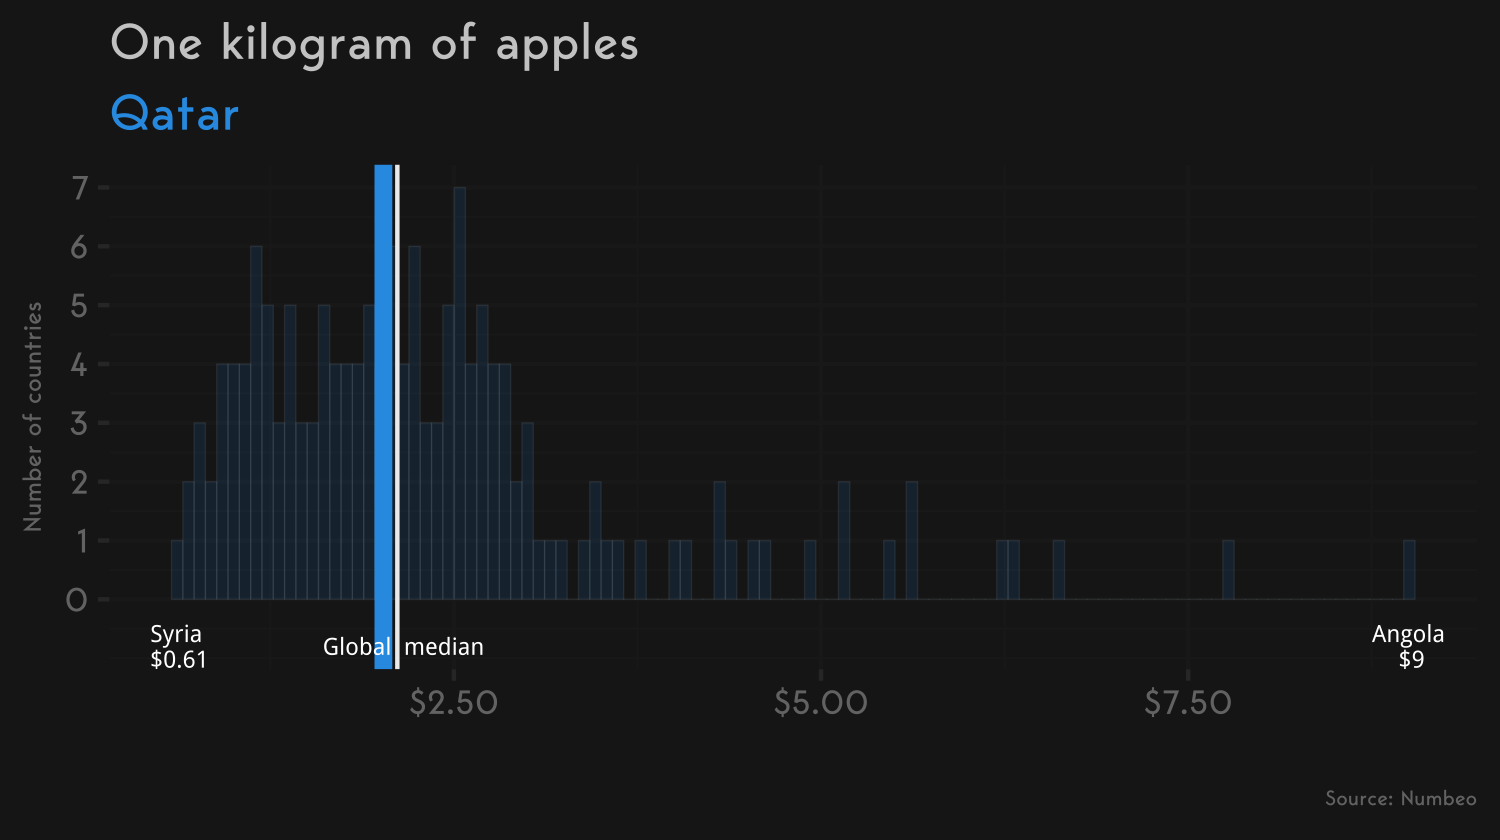 One kilogram of apples
Qatar
Number of countries
7
6
5
4
3
2
1
0
Syria
$0.61
Global median
Angola
$9
$2.50
$5.00
$7.50
Source: Numbeo